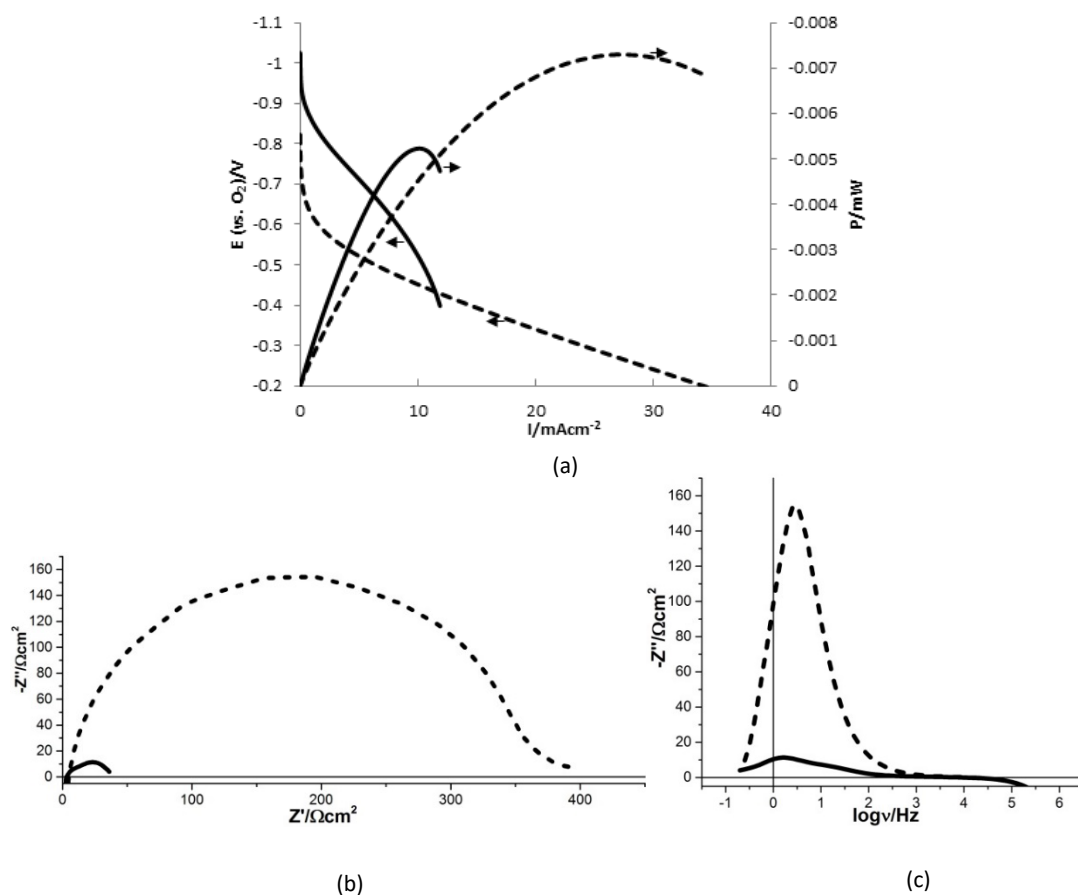 -1.1
-1
-0.9
-0.8
-0.7
-0.6
-0.5
-0.4
-0.3
-0.2
E (vs. O₂)/V
-0.008
-0.007
-0.006
-0.005
-0.004
-0.003
-0.002
-0.001
0
P/mW
0 10 20 30 40
I/mAcm⁻²
(a)
160
140
120
100
80
60
40
20
0
-Z''/Ωcm²
0 100 200 300 400
Z'/Ωcm²
(b)
160
140
120
100
80
60
40
20
0
-Z''/Ωcm²
-1 0 1 2 3 4 5 6
logν/Hz
(c)